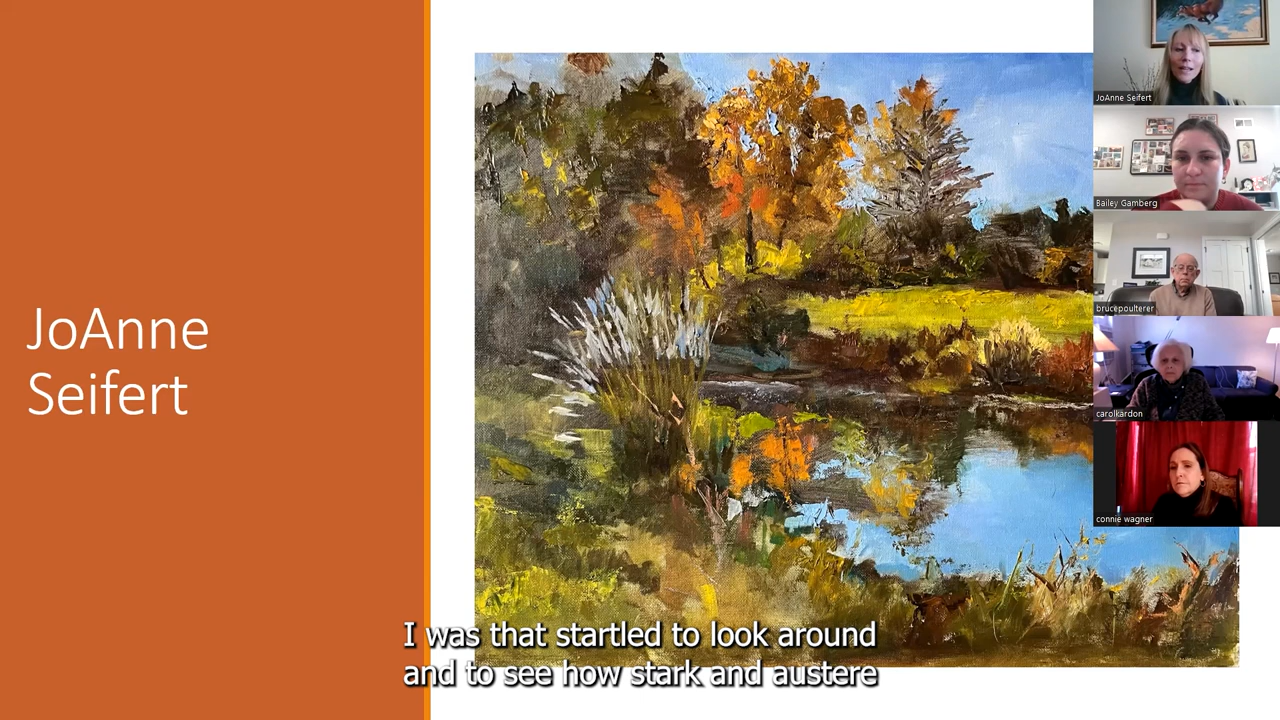 JoAnne
Seifert
JoAnne Seifert
Bailey Gamberg
brucepoulterer
carolkardon
connie wagner
I was that startled to look around
and to see how stark and austere